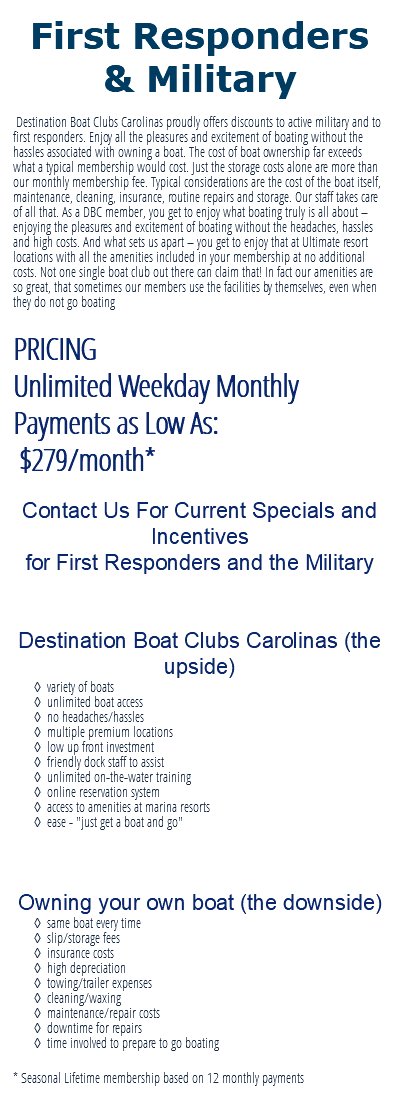 First Responders
& Military
Destination Boat Clubs Carolinas proudly offers discounts to active military and to
first responders. Enjoy all the pleasures and excitement of boating without the
hassles associated with owning a boat. The cost of boat ownership far exceeds
what a typical membership would cost. Just the storage costs alone are more than
our monthly membership fee. Typical considerations are the cost of the boat itself,
maintenance, cleaning, insurance, routine repairs and storage. Our staff takes care
of all that. As a DBC member, you get to enjoy what boating truly is all about –
enjoying the pleasures and excitement of boating without the headaches, hassles
and high costs. And what sets us apart – you get to enjoy that at Ultimate resort
locations with all the amenities included in your membership at no additional
costs. Not one single boat club out there can claim that! In fact our amenities are
so great, that sometimes our members use the facilities by themselves, even when
they do not go boating
PRICING
Unlimited Weekday Monthly
Payments as Low As:
$279/month*
Contact Us For Current Specials and
Incentives
for First Responders and the Military
Destination Boat Clubs Carolinas (the
upside)
◊ variety of boats
◊ unlimited boat access
◊ no headaches/hassles
◊ multiple premium locations
◊ low up front investment
◊ friendly dock staff to assist
◊ unlimited on-the-water training
◊ online reservation system
◊ access to amenities at marina resorts
◊ ease - "just get a boat and go"
Owning your own boat (the downside)
◊ same boat every time
◊ slip/storage fees
◊ insurance costs
◊ high depreciation
◊ towing/trailer expenses
◊ cleaning/waxing
◊ maintenance/repair costs
◊ downtime for repairs
◊ time involved to prepare to go boating
* Seasonal Lifetime membership based on 12 monthly payments